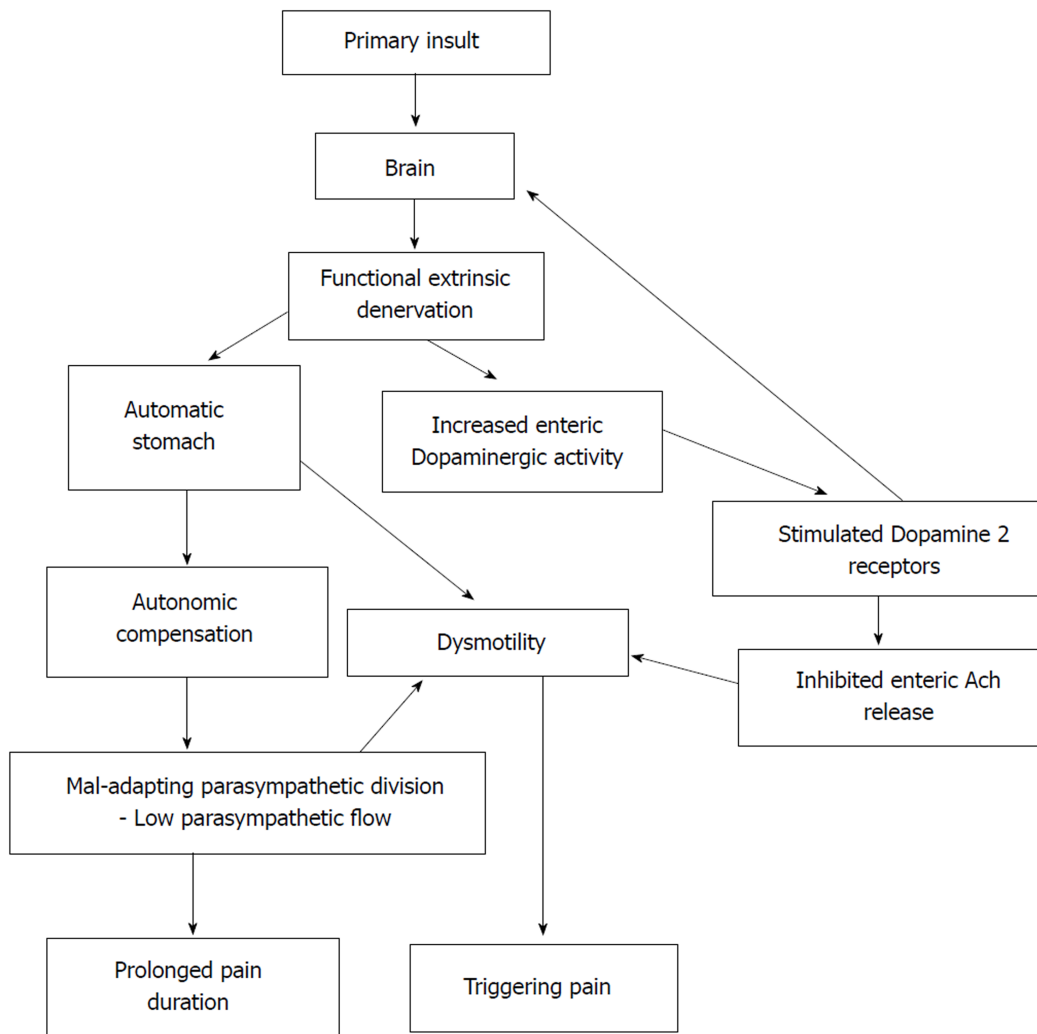 Primary insult
Brain
Functional extrinsic
denervation
Automatic
stomach
Increased enteric
Dopaminergic activity
Stimulated Dopamine 2
receptors
Autonomic
compensation
Dysmotility
Inhibited enteric Ach
release
Mal-adapting parasympathetic division
- Low parasympathetic flow
Prolonged pain
duration
Triggering pain